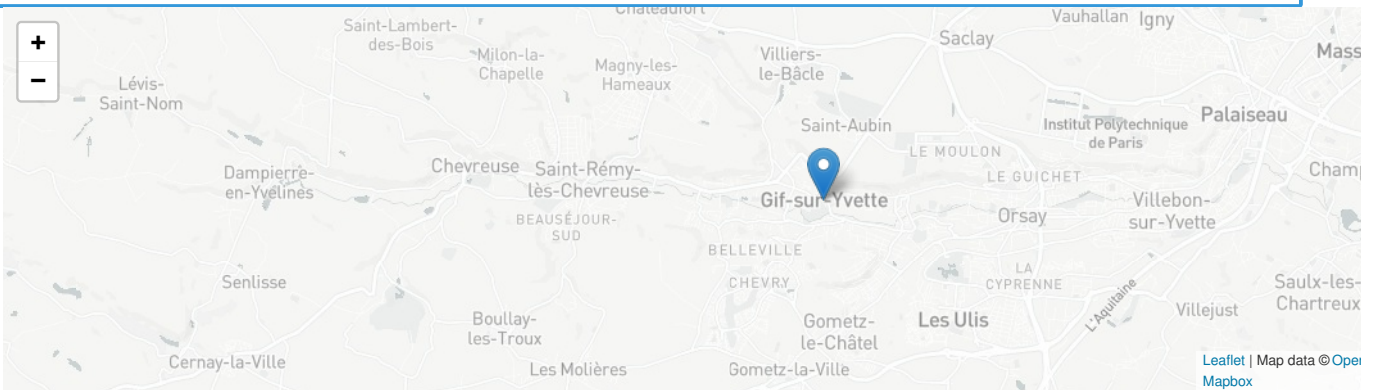 Châteaufort
Saint-Lambert-
des-Bois
Vauhallan Igny
+
Saclay
Milon-la-
Chapelle
Villiers-
le-Bâcle
Mass
Magny-les-
Hameaux
−
Lévis-
Saint-Nom
Palaiseau
Saint-Aubin
Institut Polytechnique
de Paris
LE MOULON
Chevreuse
Saint-Rémy-
lès-Chevreuse
Dampierre-
en-Yvelines
LE GUICHET
Cham
Gif-sur-Yvette
Villebon-
sur-Yvette
Orsay
BEAUSÉJOUR-
SUD
BELLEVILLE
Senlisse
CHEVRY
LA
CYPRENNE
Saulx-les-
Chartreux
L'Aquitaine
Villejust
Boullay-
les-Troux
Gometz-
le-Châtel
Les Ulis
Cernay-la-Ville
Les Molières
Gometz-la-Ville
Leaflet | Map data © Oper
Mapbox